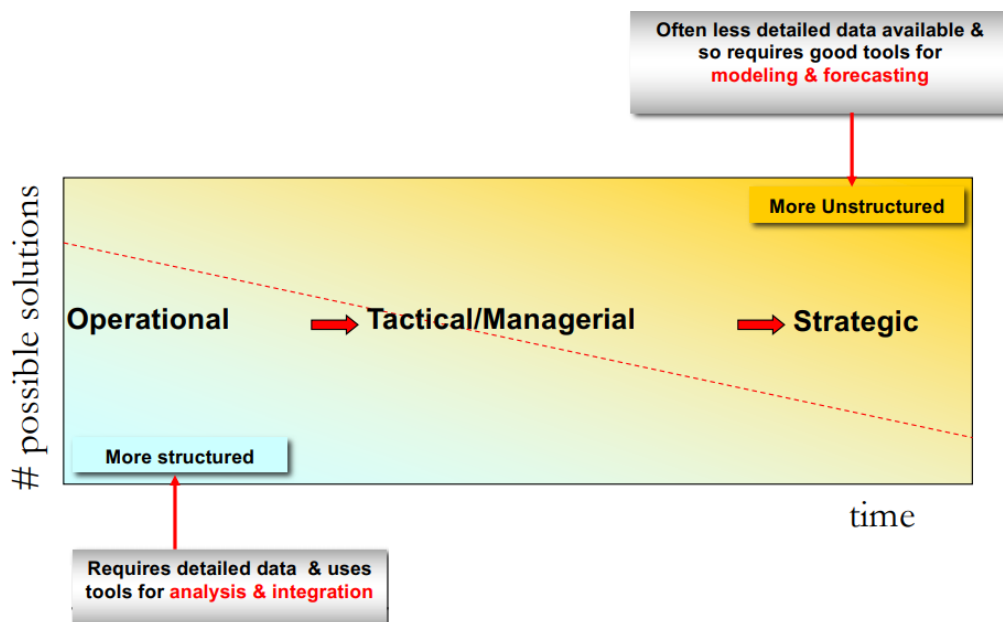 Often less detailed data available &
so requires good tools for
modeling & forecasting
# possible solutions
More Unstructured
Operational
Tactical/Managerial
Strategic
More structured
time
Requires detailed data & uses
tools for analysis & integration